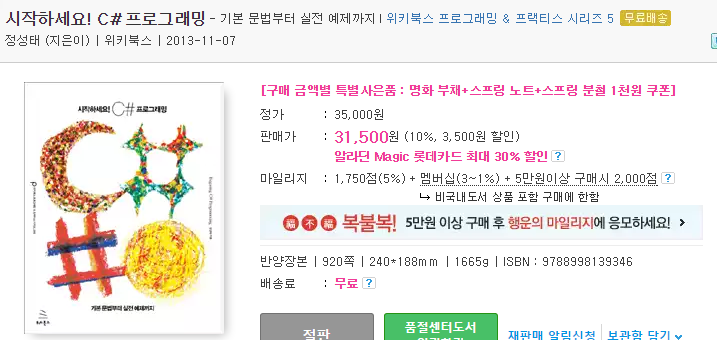 시작하세요! C# 프로그래밍 - 기본 문법부터 실전 예제까지 | 위키북스 프로그래밍 & 프랙티스 시리즈 5 무료배송
정성태 (지은이) | 위키북스 | 2013-11-07
시작하세요! C# 프로그래밍
기본 문법부터 실전 예제까지
위키북스
[구매 금액별 특별사은품 : 명화 부채+스프링 노트+스프링 분철 1천원 쿠폰]
정가 : 35,000원
판매가 : 31,500원 (10%, 3,500원 할인)
알라딘 Magic 롯데카드 최대 30% 할인 ?
마일리지 : 1,750점(5%) + 멤버십(3~1%) + 5만원이상 구매시 2,000점 ?
↳ 비국내도서 상품 포함 구매에 한함
福 不 福 복불복! 5만원 이상 구매 후 행운의 마일리지에 응모하세요!
반양장본 | 920쪽 | 240*188mm | 1665g | ISBN : 9788998139346
배송료 : 무료 ?
절판
품절센터도서
재판매 알림신청 | 보관함 담기